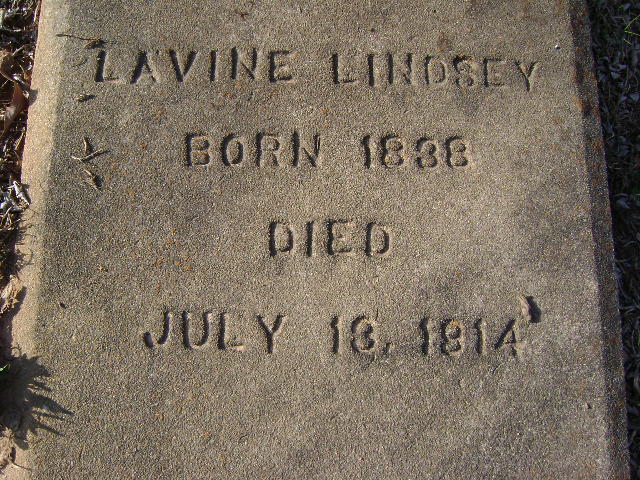 LAVINE LINDSEY
BORN 1838
DIED
JULY 18, 1914